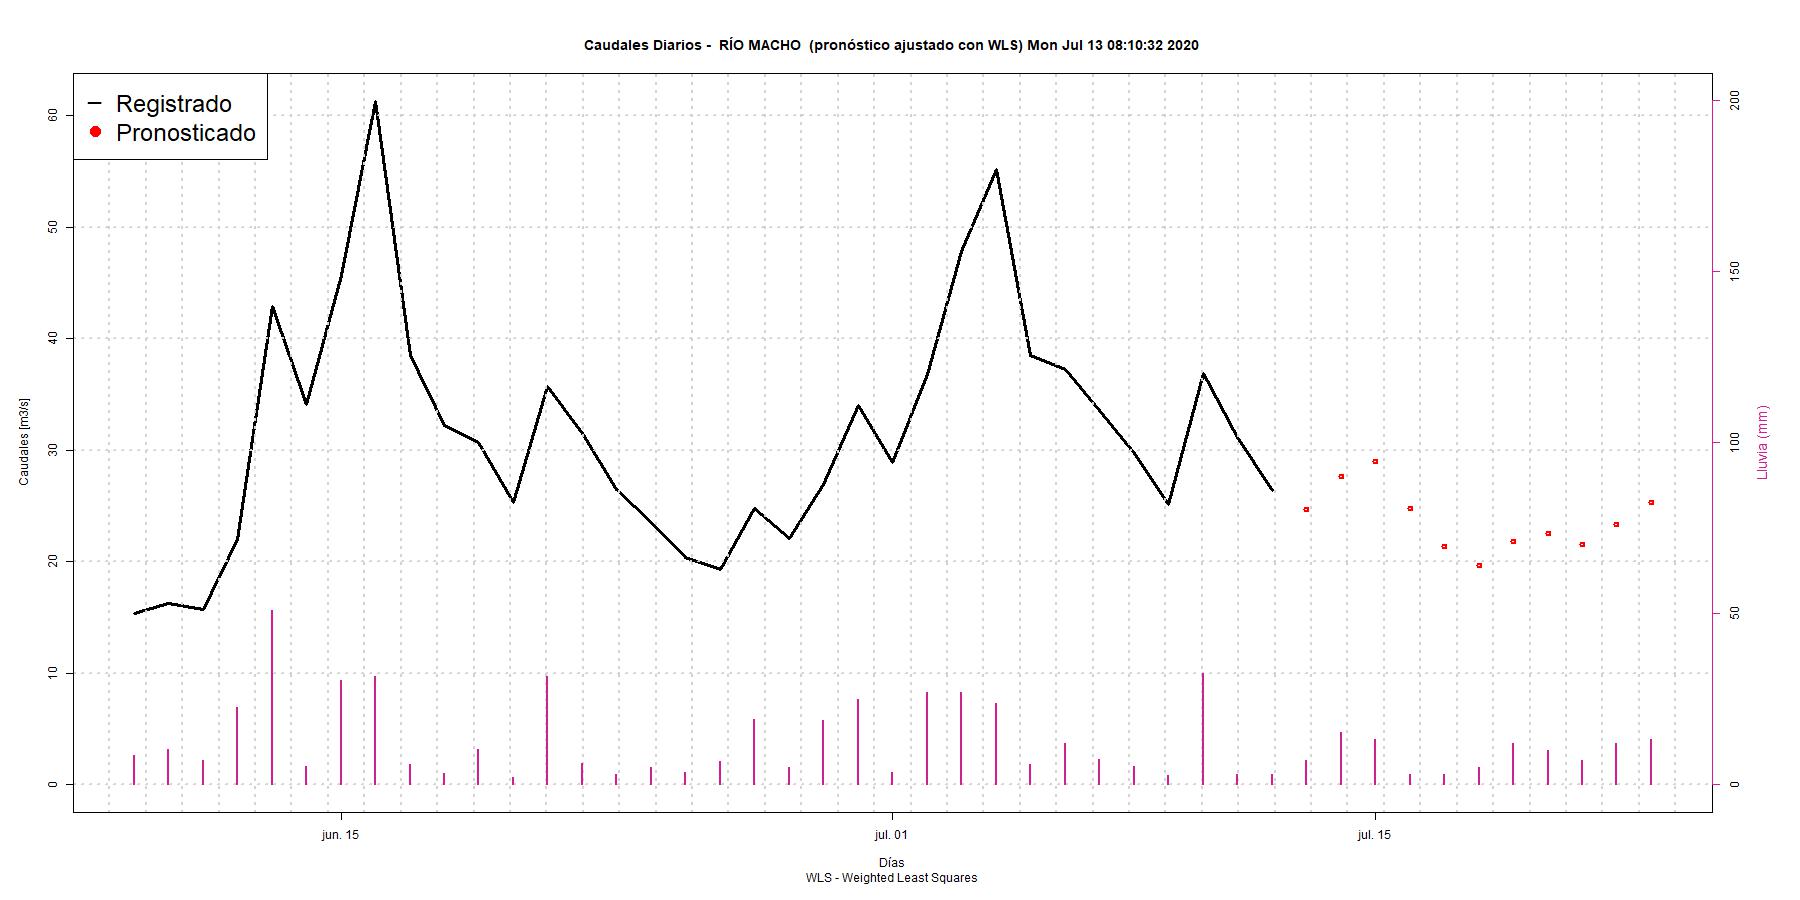 Caudales Diarios -  RÍO MACHO  (pronóstico ajustado con WLS) Mon Jul 13 08:10:32 2020
Registrado
Pronosticado
60
50
40
30
20
10
0
Caudales [m3/s]
200
150
100
50
0
Lluvia (mm)
jun. 15
jul. 01
jul. 15
Días
WLS - Weighted Least Squares